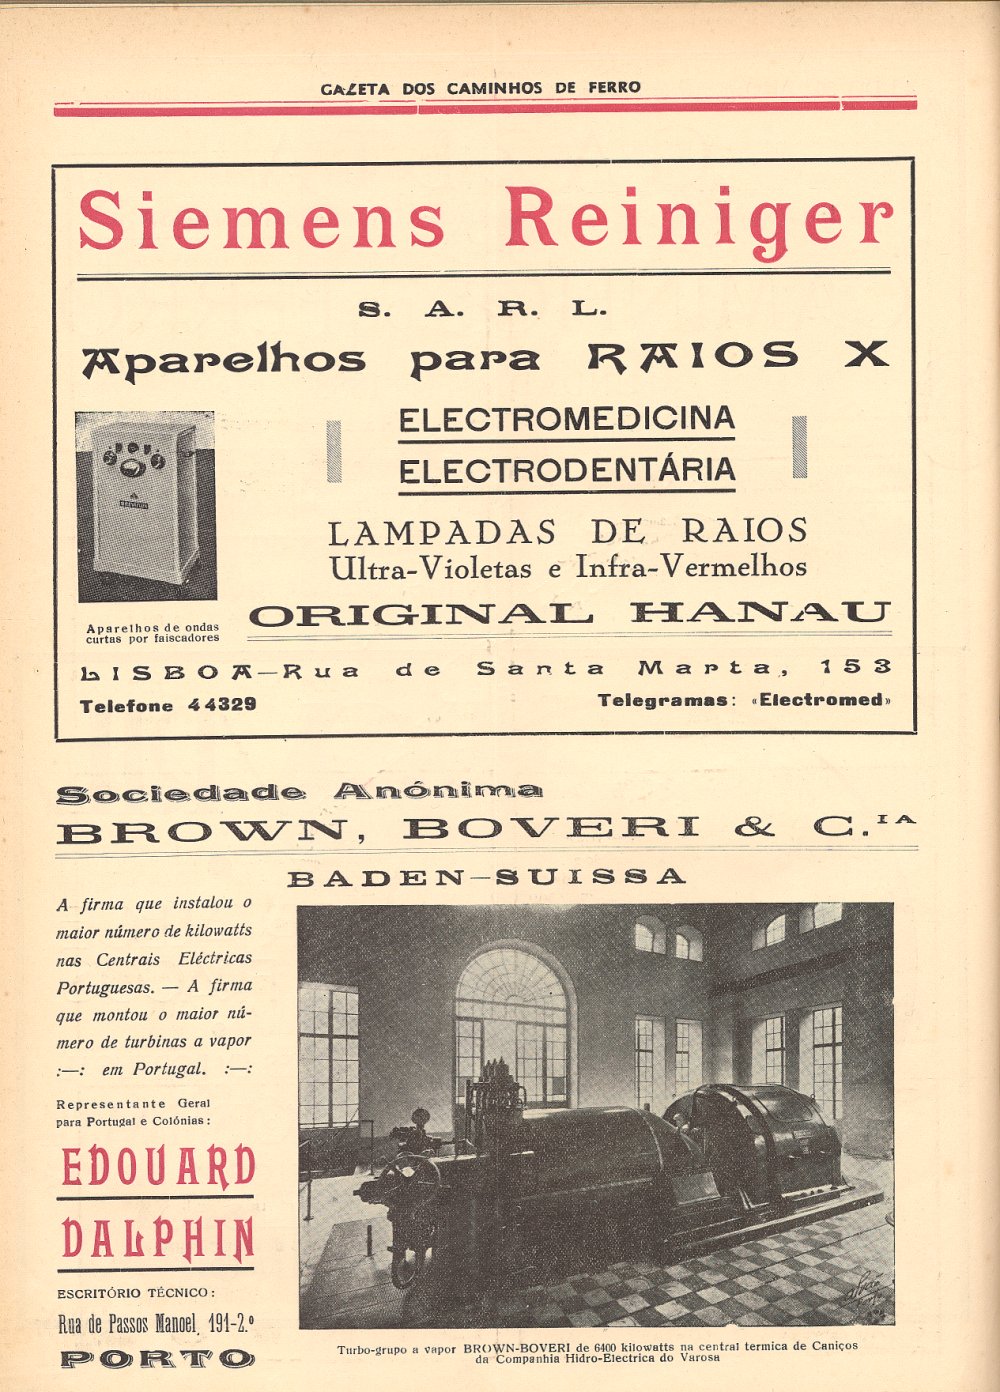 GAZETA DOS CAMINHOS DE FERRO
Siemens Reiniger
S. A. R. L.
Aparelhos para RAIOS X
ELECTROMEDICINA
ELECTRODENTÁRIA
LAMPADAS DE RAIOS
Ultra-Violetas e Infra-Vermelhos
ORIGINAL HANAU
Aparelhos de ondas
curtas por faiscadores
LISBOA—Rua de Santa Marta, 153
Telefone 44329
Telegramas: «Electromed»
Sociedade Anónima
BROWN, BOVERI & C.IA
BADEN—SUISSA
A firma que instalou o
maior número de kilowatts
nas Centrais Eléctricas
Portuguesas. — A firma
que montou o maior nú-
mero de turbinas a vapor
:—: em Portugal. :—:
Representante Geral
para Portugal e Colónias:
EDOUARD
DALPHIN
ESCRITÓRIO TÉCNICO:
Rua de Passos Manoel, 191-2.º
PORTO
Turbo-grupo a vapor BROWN-BOVERI de 6400 kilowatts na central termica de Caniços
da Companhia Hidro-Electrica do Varosa